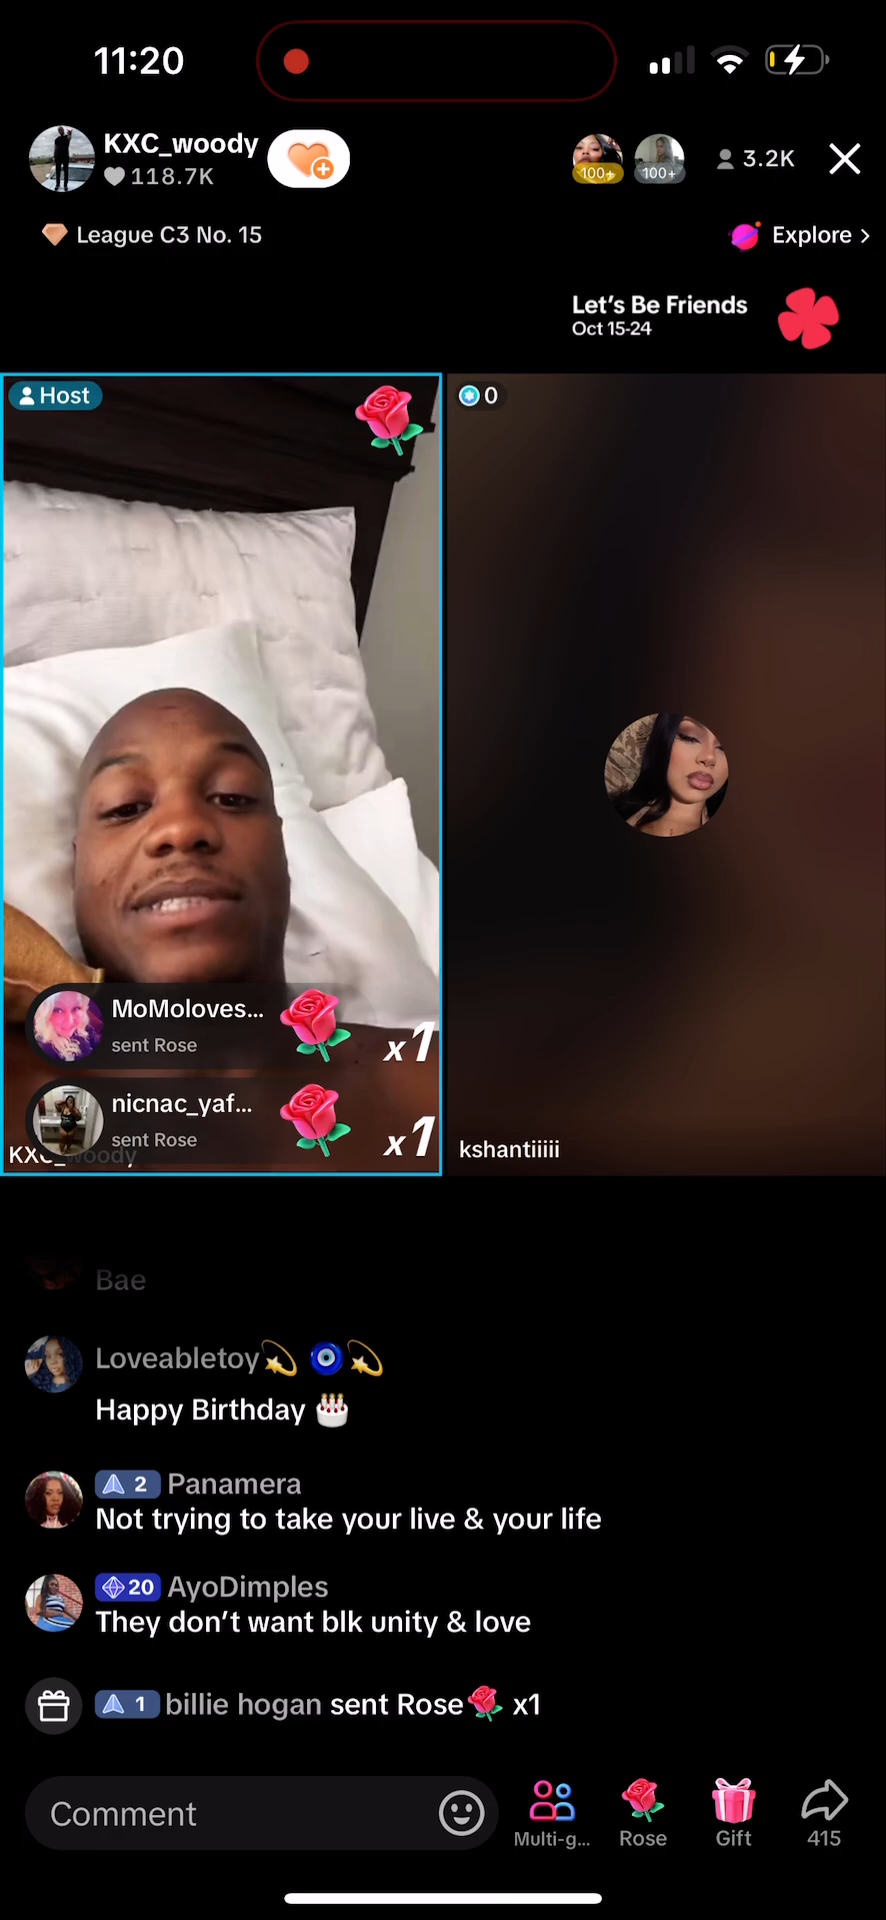 11:20
KXC_woody
118.7K
100+
100+
3.2K
League C3 No. 15
Explore >
Let's Be Friends
Oct 15-24
Host
0
MoMoloves...
sent Rose
x1
nicnac_yaf...
sent Rose
x1
KXC_woody
kshantiiiii
Bae
Loveabletoy💫 🧿💫
Happy Birthday 🎂
2 Panamera
Not trying to take your live & your life
20 AyoDimples
They don't want blk unity & love
1 billie hogan sent Rose🌹 x1
Comment
Multi-g...
Rose
Gift
415